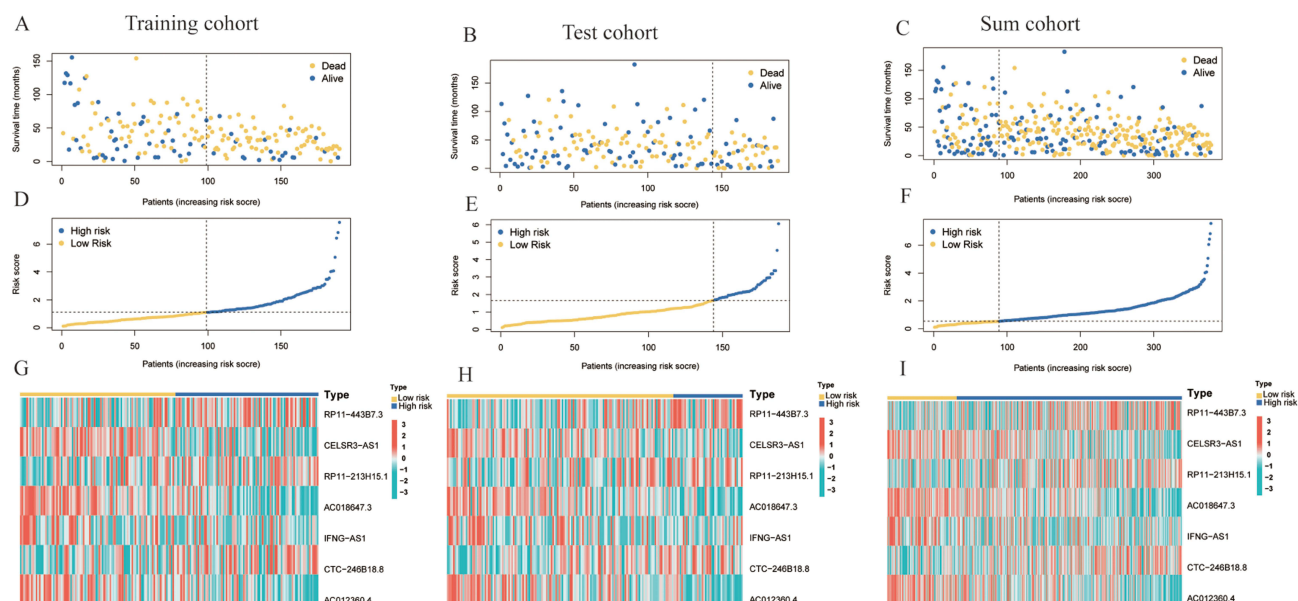 A
Training cohort
B
Test cohort
C
Sum cohort
Survival time (months)
150
100
50
0
Dead
Alive
0
50
100
150
Patients (increasing risk socre)
Survival time (months)
200
150
100
50
0
Dead
Alive
0
50
100
150
Patients (increasing risk socre)
Survival time (months)
150
100
50
0
Dead
Alive
0
100
200
300
Patients (increasing risk socre)
D
Risk score
6
4
2
0
High risk
Low Risk
0
50
100
150
Patients (increasing risk socre)
E
Risk score
6
5
4
3
2
1
0
High risk
Low Risk
0
50
100
150
Patients (increasing risk socre)
F
Risk score
6
4
2
0
High risk
Low Risk
0
100
200
300
Patients (increasing risk socre)
G
Type
RP11-443B7.3
CELSR3-AS1
RP11-213H15.1
AC018647.3
IFNG-AS1
CTC-246B18.8
AC012360.4
Type
Low risk
High risk
3
2
1
0
-1
-2
-3
H
Type
RP11-443B7.3
CELSR3-AS1
RP11-213H15.1
AC018647.3
IFNG-AS1
CTC-246B18.8
AC012360.4
Type
Low risk
High risk
3
2
1
0
-1
-2
-3
I
Type
RP11-443B7.3
CELSR3-AS1
RP11-213H15.1
AC018647.3
IFNG-AS1
CTC-246B18.8
AC012360.4
Type
Low risk
High risk
3
2
1
0
-1
-2
-3